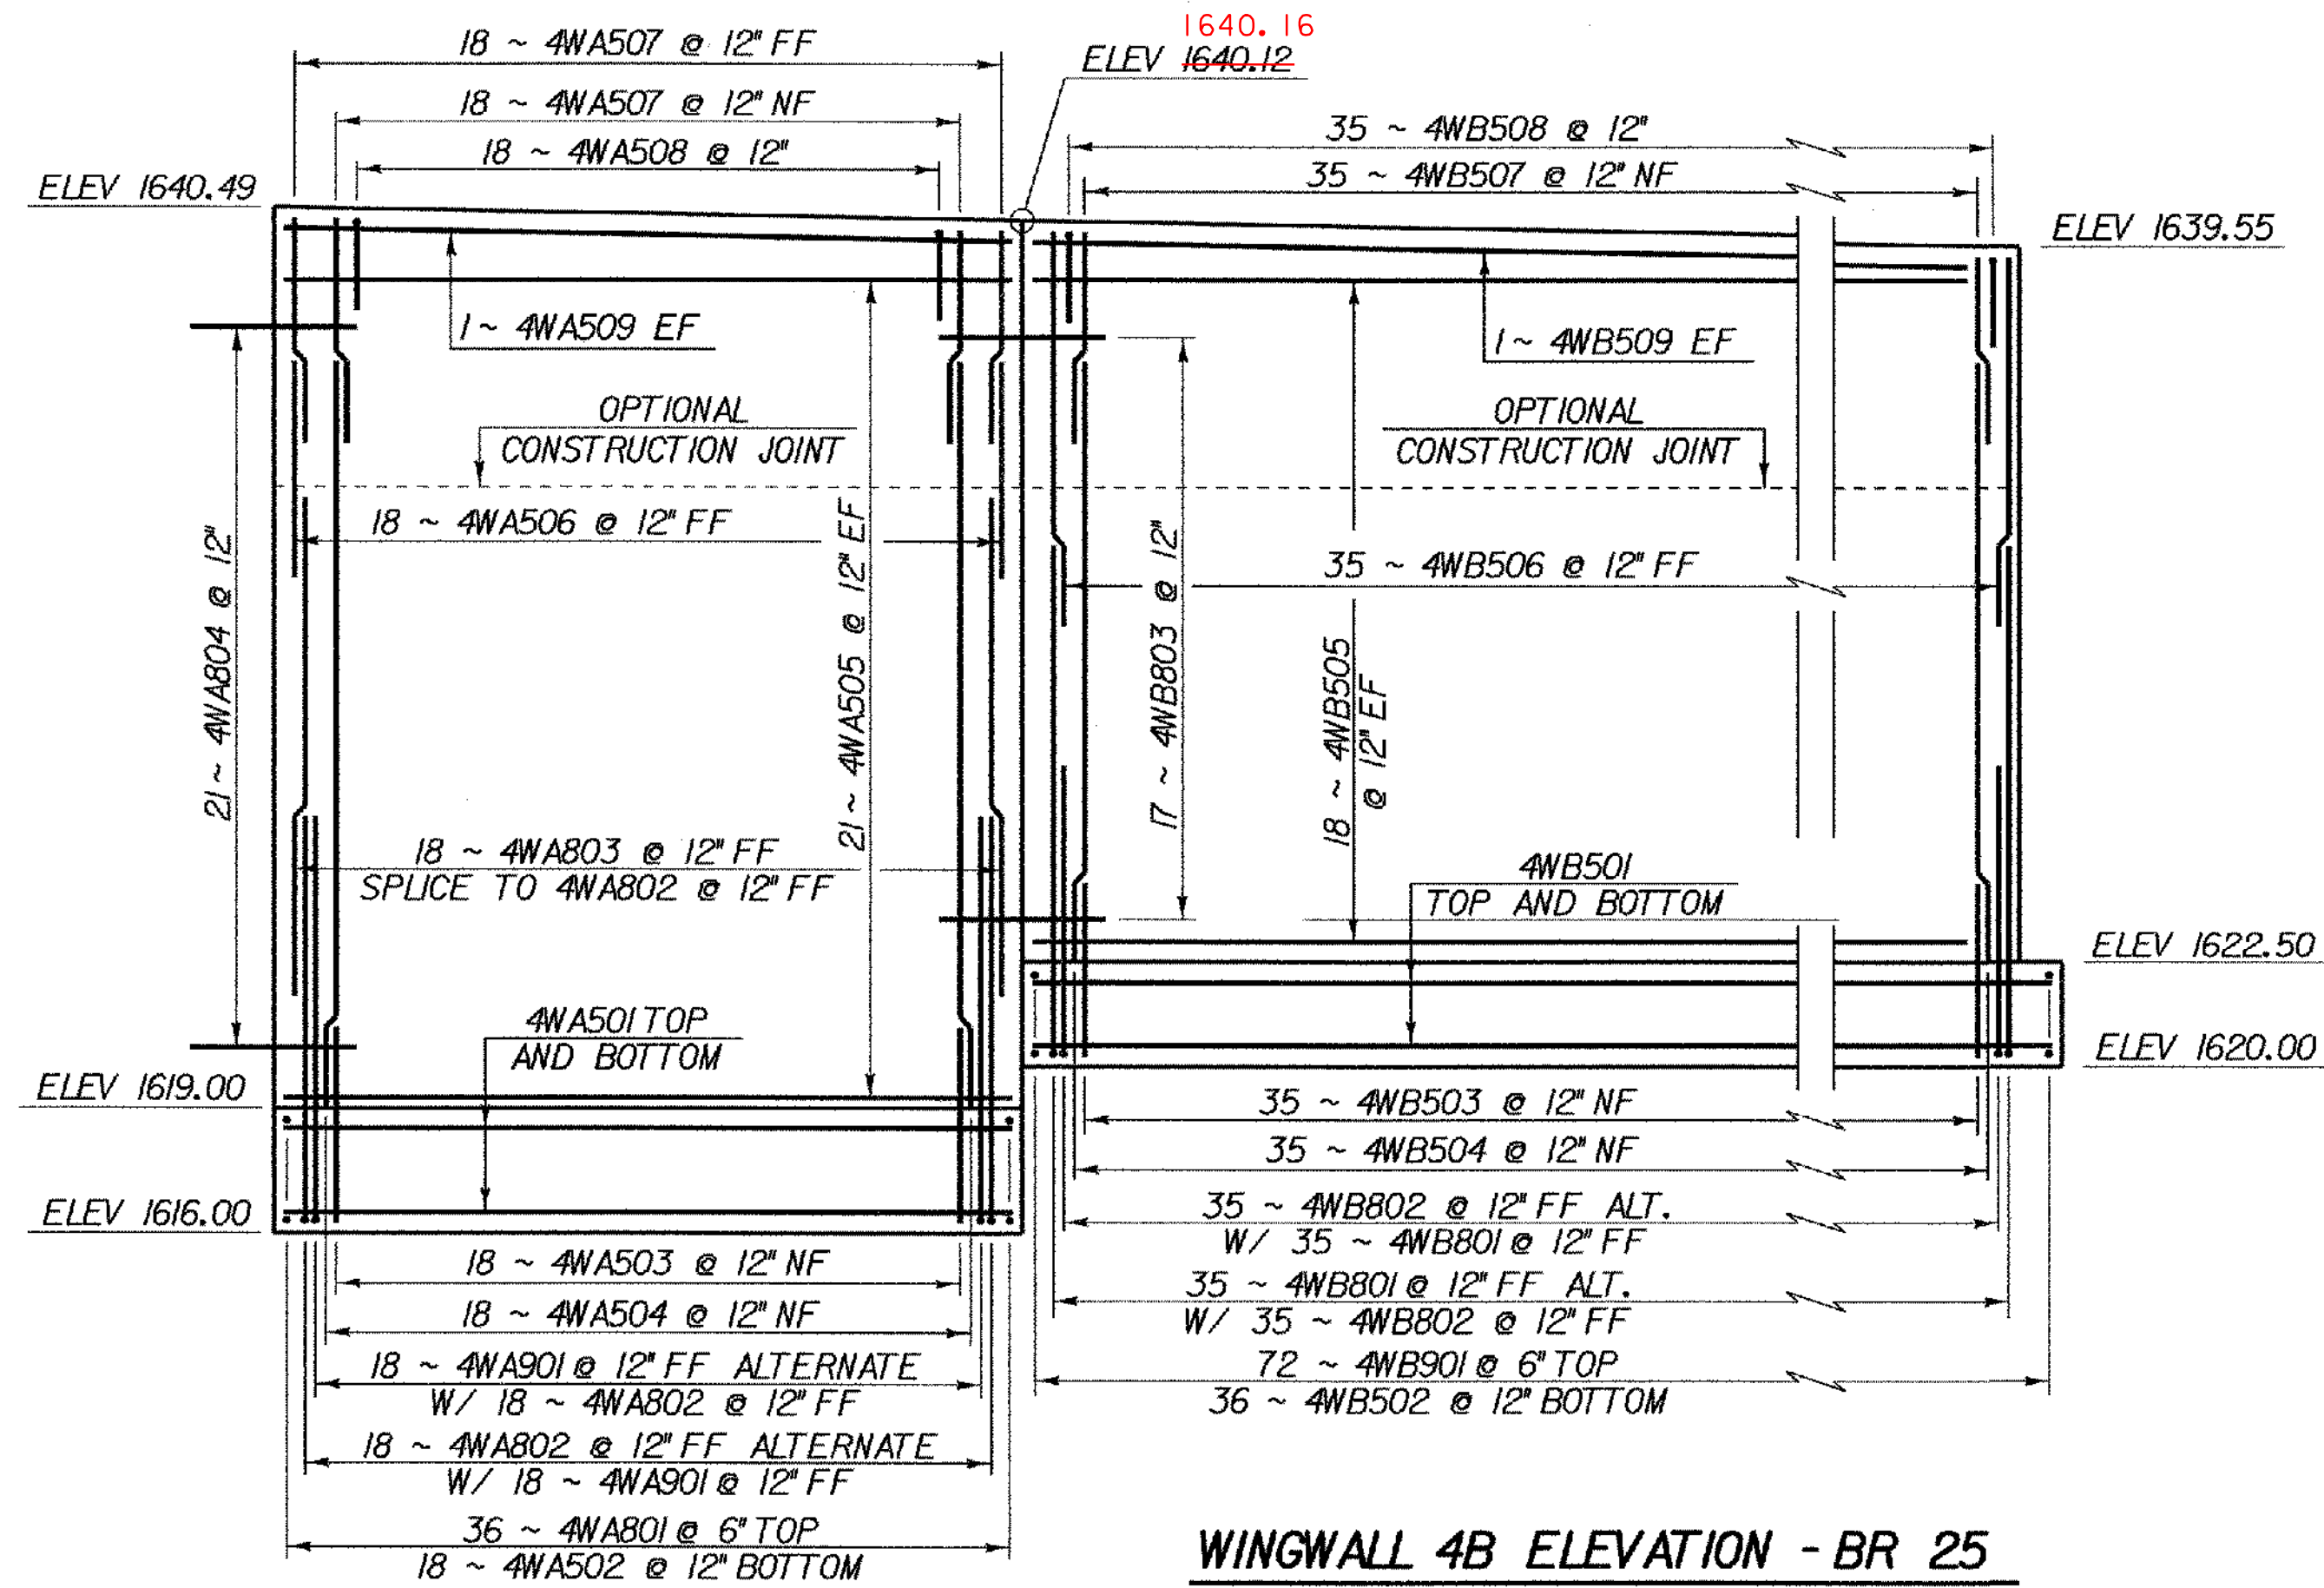 18 ~ 4WA507 @ 12" FF
1640.16
ELEV 1640.12
18 ~ 4WA507 @ 12" NF
18 ~ 4WA508 @ 12"
35 ~ 4WB508 @ 12"
35 ~ 4WB507 @ 12" NF
ELEV 1640.49
ELEV 1639.55
1 ~ 4WA509 EF
1 ~ 4WB509 EF
OPTIONAL
CONSTRUCTION JOINT
OPTIONAL
CONSTRUCTION JOINT
18 ~ 4WA506 @ 12" FF
21 ~ 4WA804 @ 12"
21 ~ 4WA505 @ 12" EF
17 ~ 4WB803 @ 12"
35 ~ 4WB506 @ 12" FF
18 ~ 4WB505
@ 12" EF
18 ~ 4WA803 @ 12" FF
SPLICE TO 4WA802 @ 12" FF
4WB501
TOP AND BOTTOM
ELEV 1622.50
4WA501 TOP
AND BOTTOM
ELEV 1620.00
ELEV 1619.00
35 ~ 4WB503 @ 12" NF
35 ~ 4WB504 @ 12" NF
ELEV 1616.00
35 ~ 4WB802 @ 12" FF ALT.
W/ 35 ~ 4WB801 @ 12" FF
18 ~ 4WA503 @ 12" NF
35 ~ 4WB801 @ 12" FF ALT.
W/ 35 ~ 4WB802 @ 12" FF
18 ~ 4WA504 @ 12" NF
18 ~ 4WA901 @ 12" FF ALTERNATE
W/ 18 ~ 4WA802 @ 12" FF
72 ~ 4WB901 @ 6" TOP
36 ~ 4WB502 @ 12" BOTTOM
18 ~ 4WA802 @ 12" FF ALTERNATE
W/ 18 ~ 4WA901 @ 12" FF
36 ~ 4WA801 @ 6" TOP
18 ~ 4WA502 @ 12" BOTTOM
WINGWALL 4B ELEVATION - BR 25